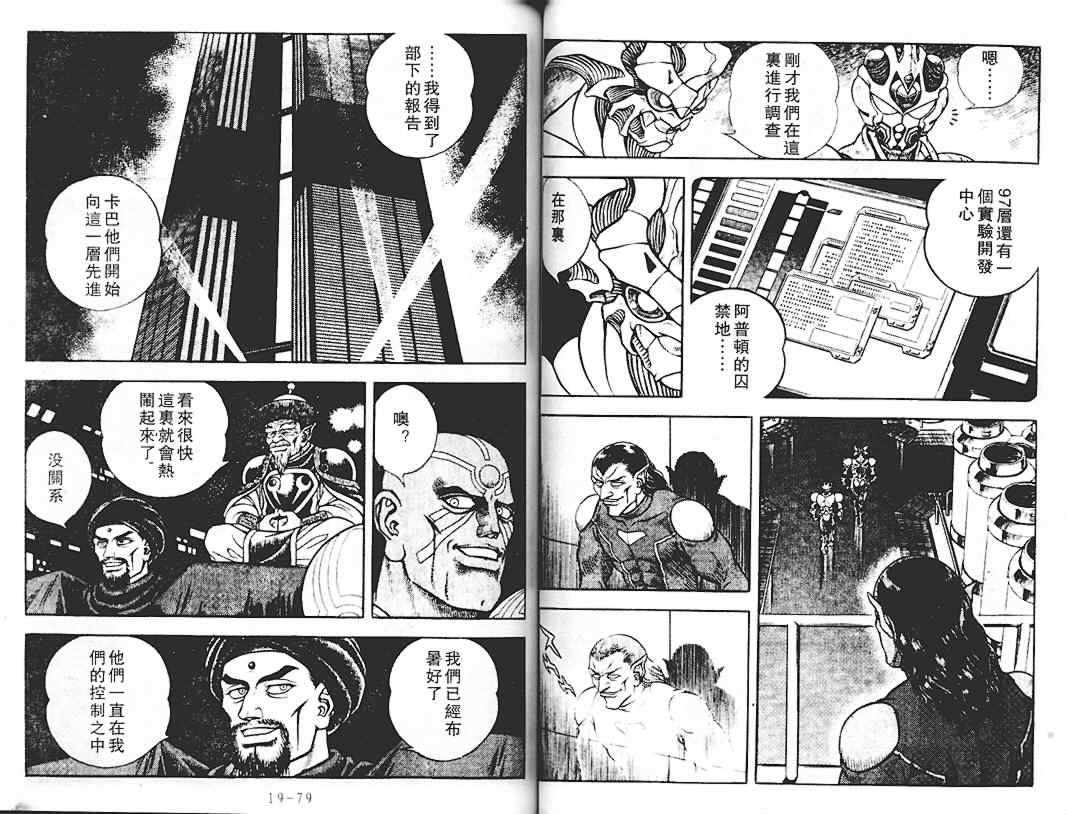 嗯……
剛才我們在這
裏進行調查
97層還有一
個實驗開發
中心
阿普頓的囚
禁地……
在那裏
……我得到了
部下的報告
卡巴他們開始
向這一層先進
噢?
看來很快
這裏就會熱
鬧起來了.
没關系
我們已經布
暑好了
他們一直在我
們的控制之中
19-79